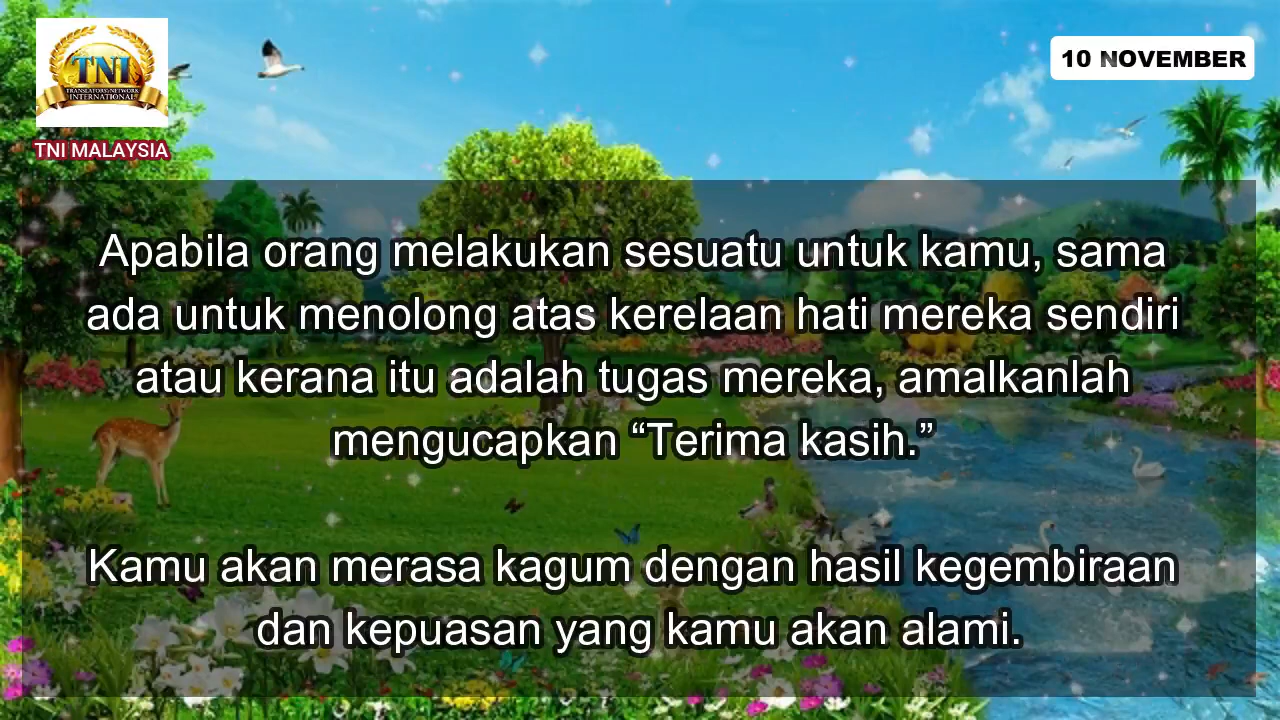 TNI
TRANSLATORS NETWORK
INTERNATIONAL
TNI MALAYSIA
10 NOVEMBER
Apabila orang melakukan sesuatu untuk kamu, sama
ada untuk menolong atas kerelaan hati mereka sendiri
atau kerana itu adalah tugas mereka, amalkanlah
mengucapkan “Terima kasih.”
Kamu akan merasa kagum dengan hasil kegembiraan
dan kepuasan yang kamu akan alami.